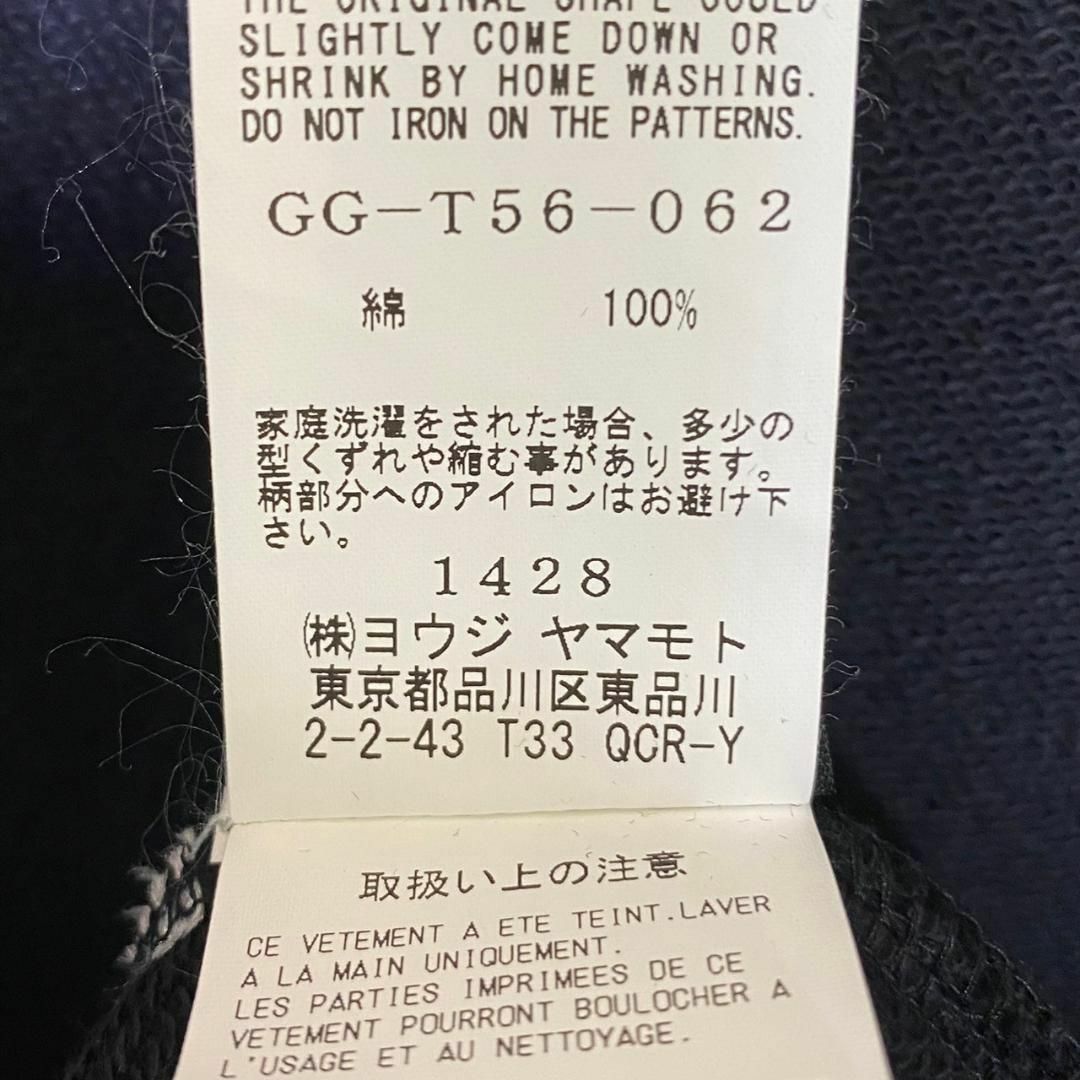 THE ORIGINAL SHAPE COULD
SLIGHTLY COME DOWN OR
SHRINK BY HOME WASHING.
DO NOT IRON ON THE PATTERNS.
GG-T56-062
綿 100%
家庭洗濯をされた場合、多少の
型くずれや縮む事があります。
柄部分へのアイロンはお避け下
さい。
1428
㈱ヨウジ ヤマモト
東京都品川区東品川
2-2-43 T33 QCR-Y
取扱い上の注意
CE VETEMENT A ETE TEINT.LAVER
A LA MAIN UNIQUEMENT.
LES PARTIES IMPRIMEES DE CE
VETEMENT POURRONT BOULOCHER A
L'USAGE ET AU NETTOYAGE.